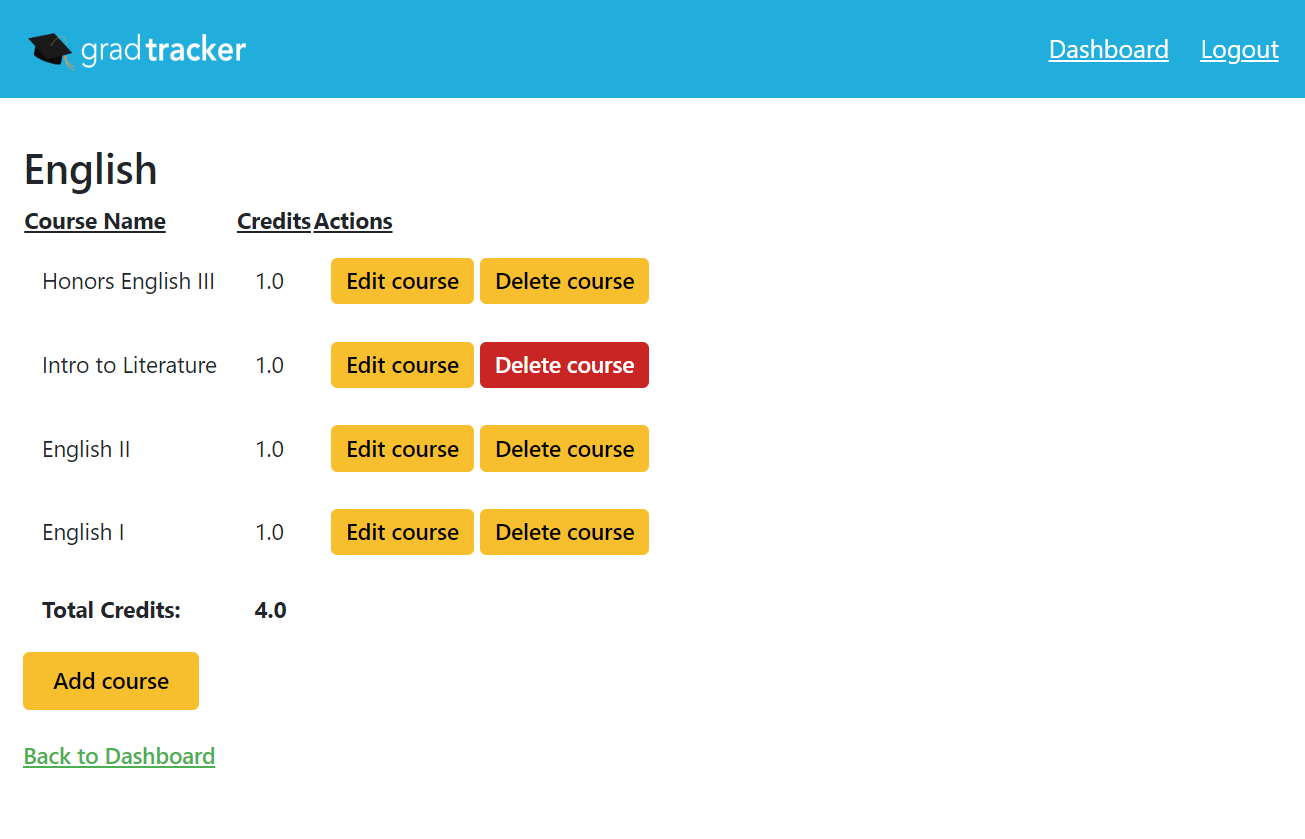 gradtracker Dashboard Logout
English
Course Name Credits Actions
Honors English III 1.0 Edit course Delete course
Intro to Literature 1.0 Edit course Delete course
English II 1.0 Edit course Delete course
English I 1.0 Edit course Delete course
Total Credits: 4.0
Add course
Back to Dashboard